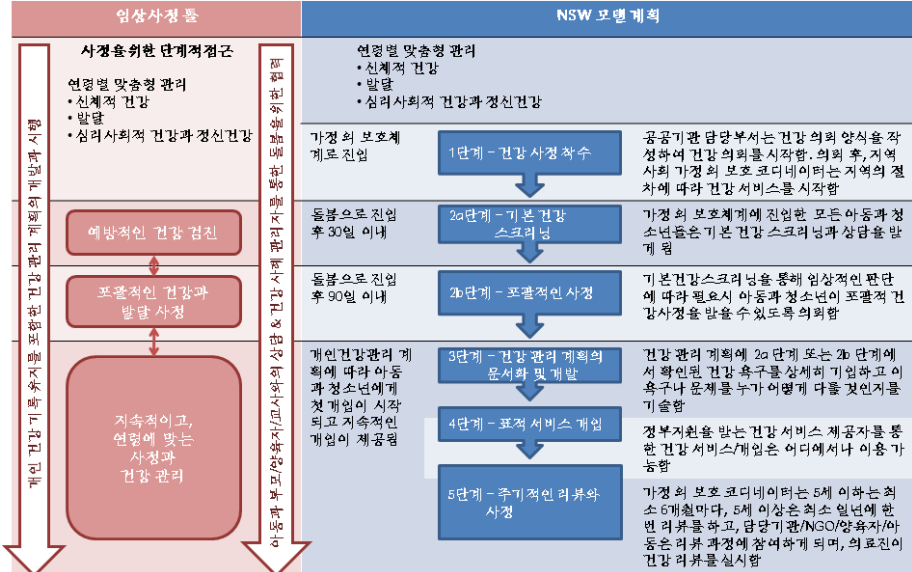 임상사정 툴
NSW 모델계획
사정을위한 단계적접근
연령별 맞춤형 관리
• 신체적 건강
• 발달
• 심리사회적 건강과 정신건강
연령별 맞춤형 관리
• 신체적 건강
• 발달
• 심리사회적 건강과 정신건강
개인 건강기록 유지를 포함한 건강 관리 계획의 개발과 시행
아동과 부모/양육자/교사와의 상담 & 건강사례 관리자를 통한 돌봄을위한 협력
가정 외 보호체
계로 진입
1단계 – 건강 사정 착수
공공기관 담당부서는 건강 의뢰 양식을 작
성하여 건강 의뢰를 시작함. 의뢰 후, 지역
사회 가정 외 보호 코디네이터는 지역의 절
차에 따라 건강 서비스를 시작함
예방적인 건강 검진
돌봄으로 진입
후 30일 이내
2a단계 – 기본 건강
스크리닝
가정 외 보호체계에 진입한 모든 아동과 청
소년들은 기본 건강 스크리닝과 상담을 받
게 됨
포괄적인 건강과
발달 사정
돌봄으로 진입
후 90일 이내
2b단계 – 포괄적인 사정
기본건강스크리닝을 통해 임상적인 판단
에 따라 필요시 아동과 청소년이 포괄적 건
강사정을 받을 수 있도록 의뢰함
지속적이고,
연령에 맞는
사정과
건강 관리
개인건강관리 계
획에 따라 아동
과 청소년에게
첫 개입이 시작
되고 지속적인
개입이 제공됨
3단계 – 건강 관리 계획의
문서화 및 개발
건강 관리 계획에 2a 단계 또는 2b 단계에
서 확인된 건강 욕구를 상세히 기입하고 이
욕구나 문제를 누가 어떻게 다룰 것인지를
기술함
4단계 – 표적 서비스 개입
정부지원을 받는 건강 서비스 제공자를 통
한 건강 서비스/개입은 어디에서나 이용 가
능함
5단계 – 주기적인 리뷰와
사정
가정 외 보호 코디네이터는 5세 이하는 최
소 6개월마다, 5세 이상은 최소 일년에 한
번 리뷰를 하고, 담당기관/NGO/양육자/아
동은 리뷰 과정에 참여하게 되며, 의료진이
건강 리뷰를 실시함